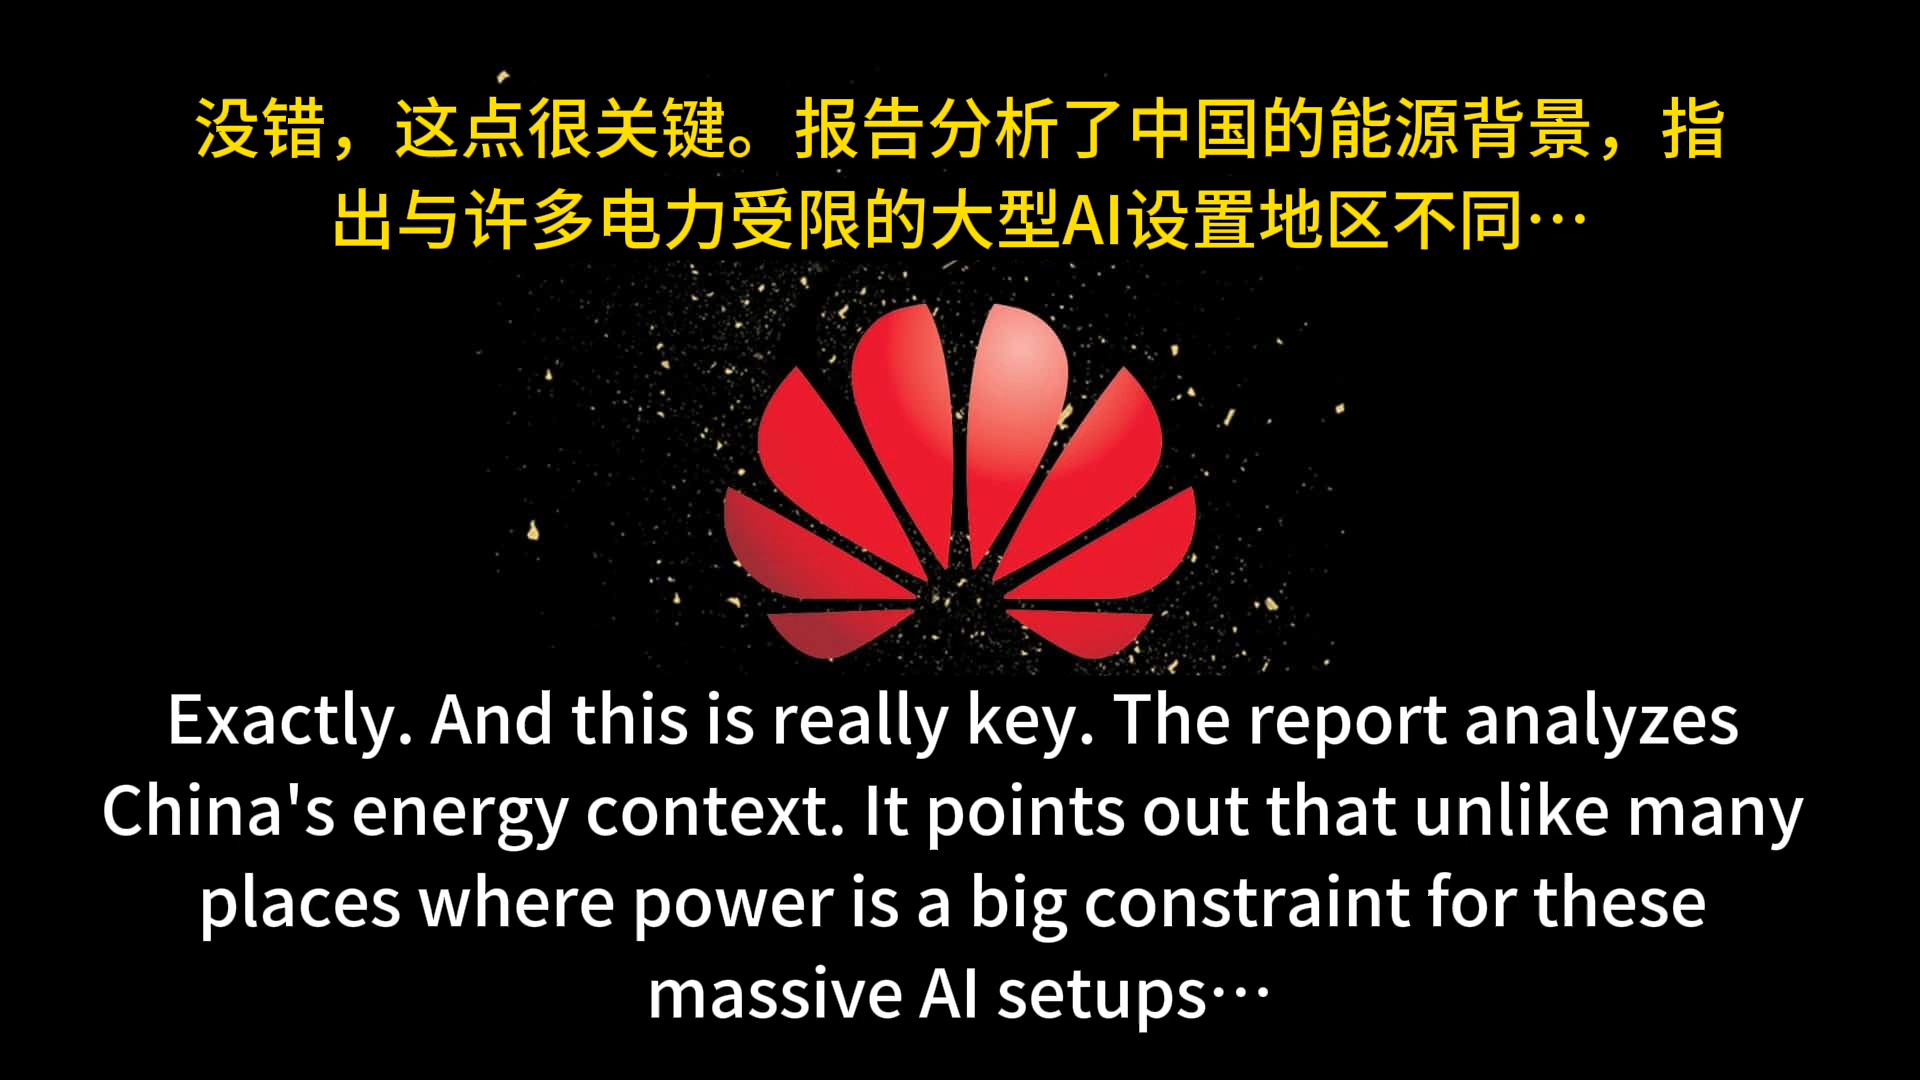 没错，这点很关键。报告分析了中国的能源背景，指
出与许多电力受限的大型AI设置地区不同…
Exactly. And this is really key. The report analyzes
China's energy context. It points out that unlike many
places where power is a big constraint for these
massive AI setups…